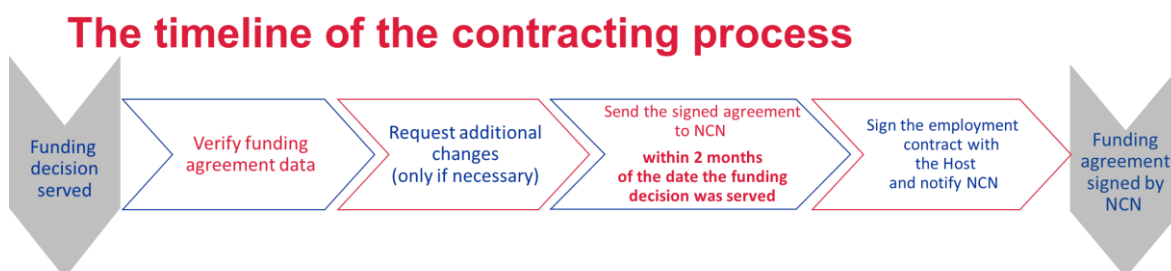 The timeline of the contracting process
Funding
decision
served
Verify funding
agreement data
Request additional
changes
(only if necessary)
Send the signed agreement
to NCN
within 2 months
of the date the funding
decision was served
Sign the employment
contract with
the Host
and notify NCN
Funding
agreement
signed by
NCN